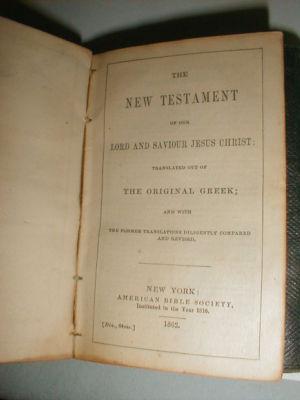 THE
NEW TESTAMENT
OF OUR
LORD AND SAVIOUR JESUS CHRIST:
TRANSLATED OUT OF
THE ORIGINAL GREEK;
AND WITH
THE FORMER TRANSLATIONS DILIGENTLY COMPARED
AND REVISED.
NEW YORK:
AMERICAN BIBLE SOCIETY,
Instituted in the Year 1816.
1862.